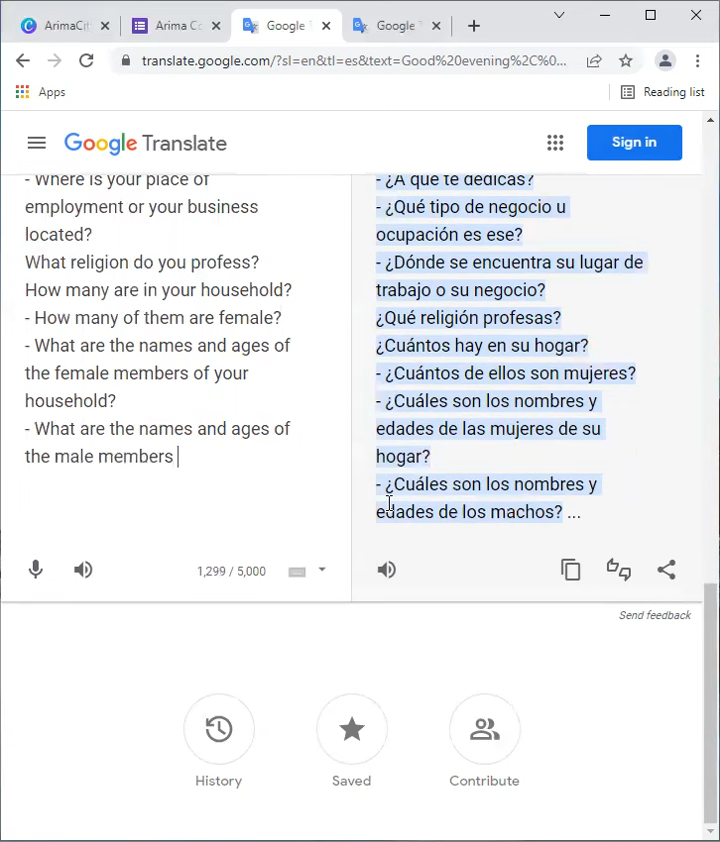 ArimaCit
Arima Co
Google T
Google T
translate.google.com/?sl=en&tl=es&text=Good%20evening%2C%0...
Apps
Reading list
Google Translate
Sign in
- Where is your place of
employment or your business
located?
What religion do you profess?
How many are in your household?
- How many of them are female?
- What are the names and ages of
the female members of your
household?
- What are the names and ages of
the male members
1,299 / 5,000
- ¿A qué te dedicas?
- ¿Qué tipo de negocio u
ocupación es ese?
- ¿Dónde se encuentra su lugar de
trabajo o su negocio?
¿Qué religión profesas?
¿Cuántos hay en su hogar?
- ¿Cuántos de ellos son mujeres?
- ¿Cuáles son los nombres y
edades de las mujeres de su
hogar?
- ¿Cuáles son los nombres y
edades de los machos? ...
Send feedback
History
Saved
Contribute